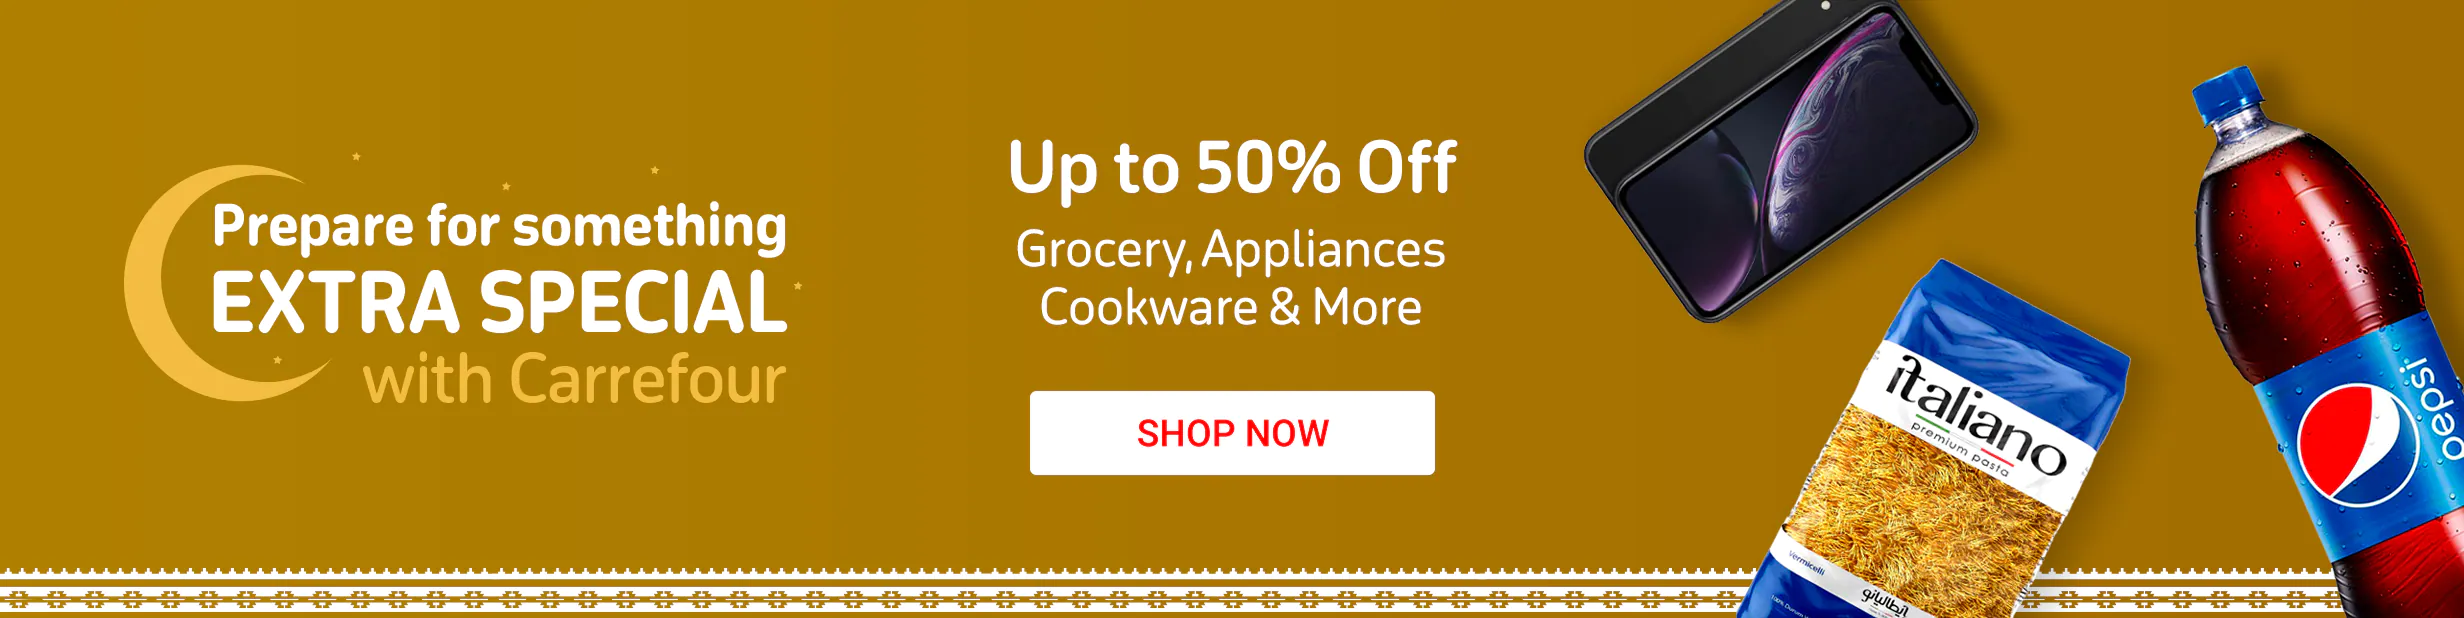 Prepare for something
EXTRA SPECIAL
with Carrefour
Up to 50% Off
Grocery, Appliances
Cookware & More
SHOP NOW
italiano
premium pasta
Vermicelli
إيطاليانو
pepsi